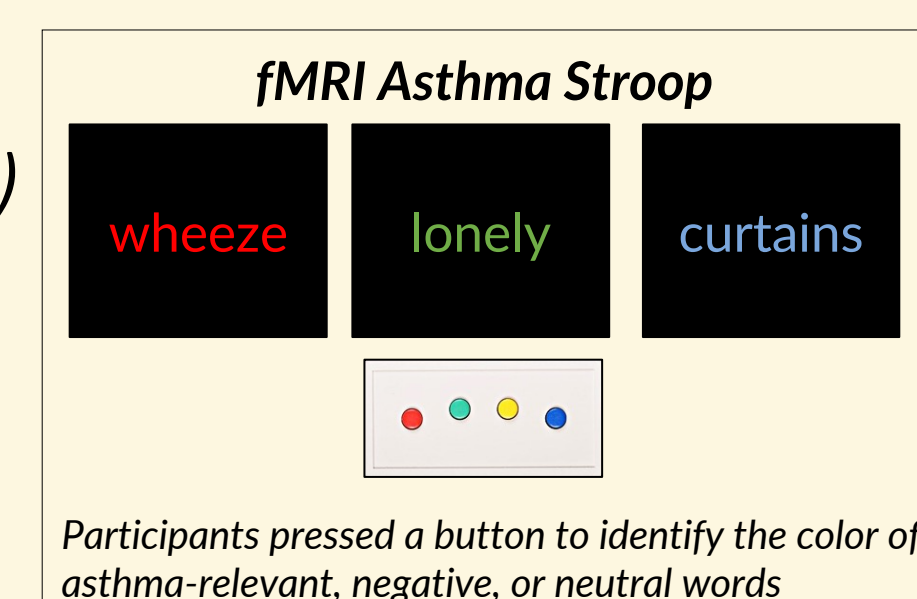 fMRI Asthma Stroop
)
wheeze lonely curtains
Participants pressed a button to identify the color of
asthma-relevant, negative, or neutral words